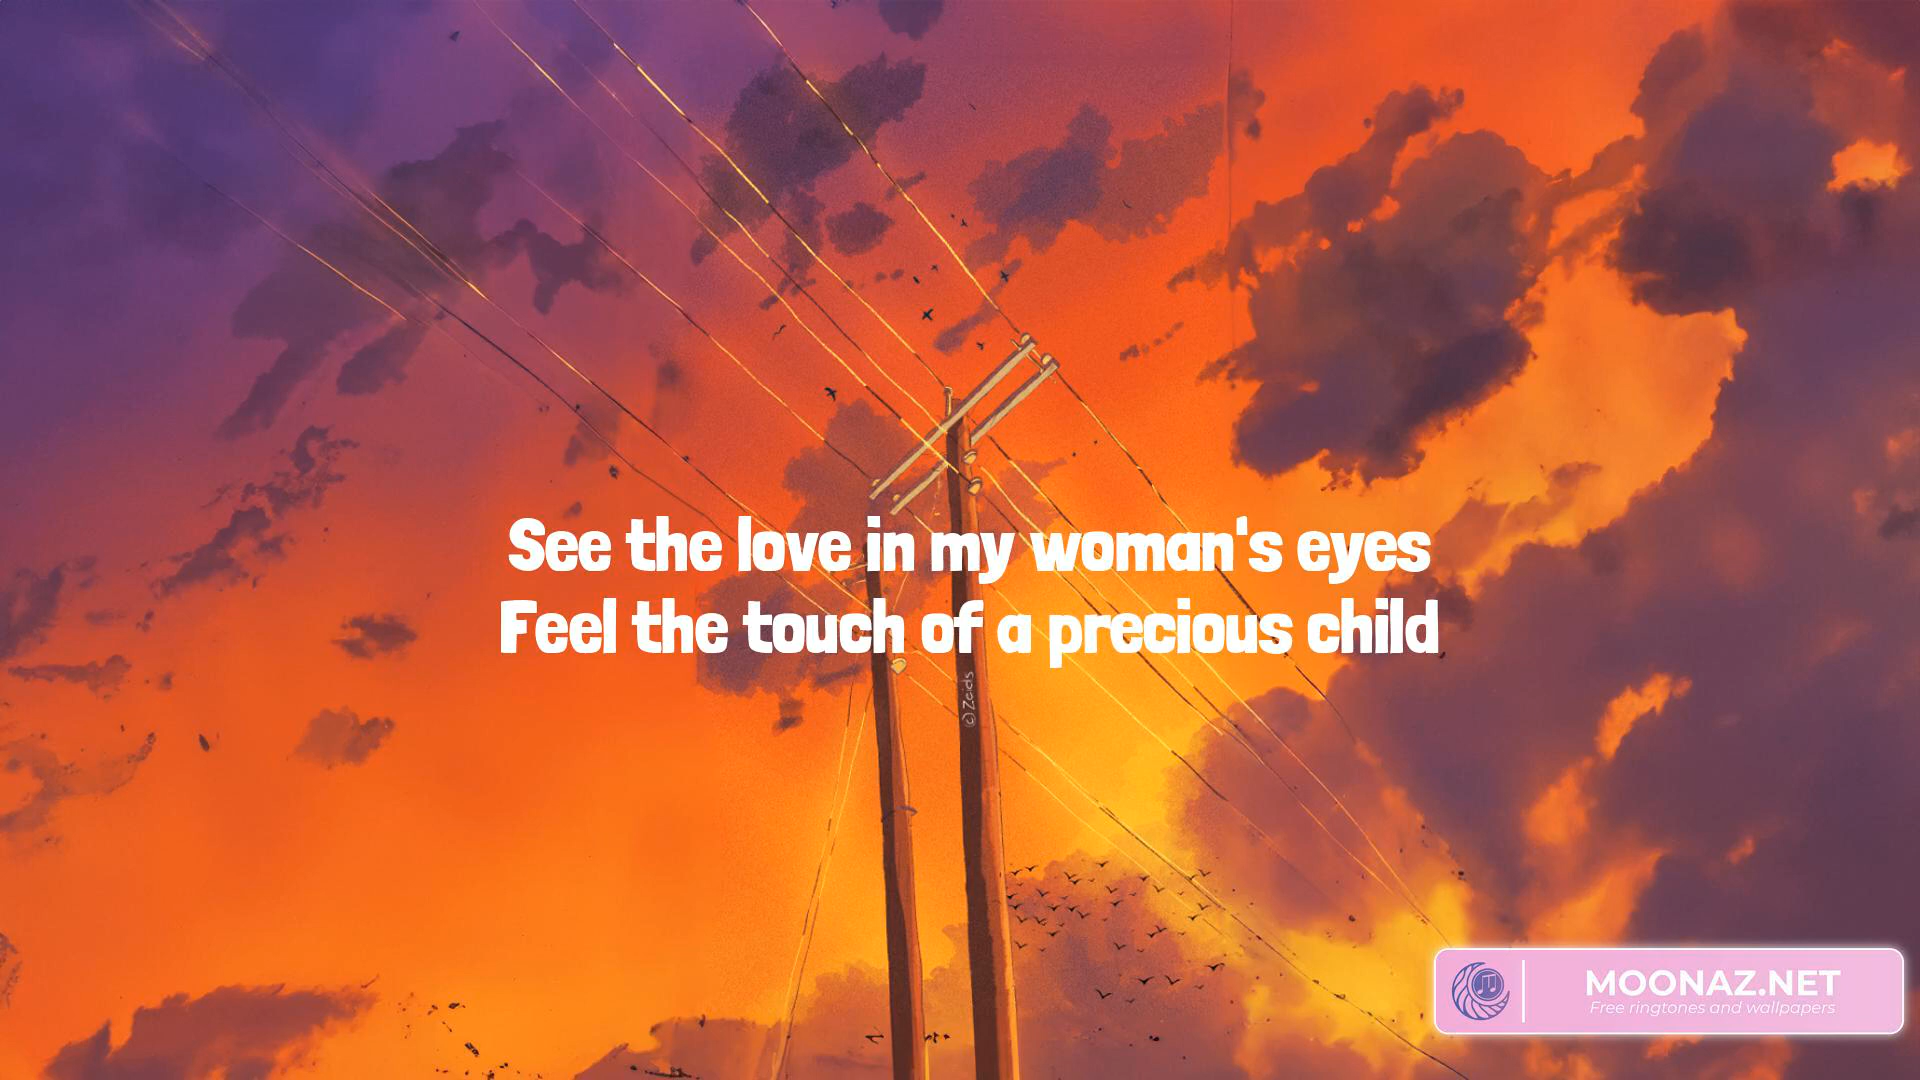 See the love in my woman's eyes
Feel the touch of a precious child
(c) Zcids
MOONAZ.NET
Free ringtones and wallpapers